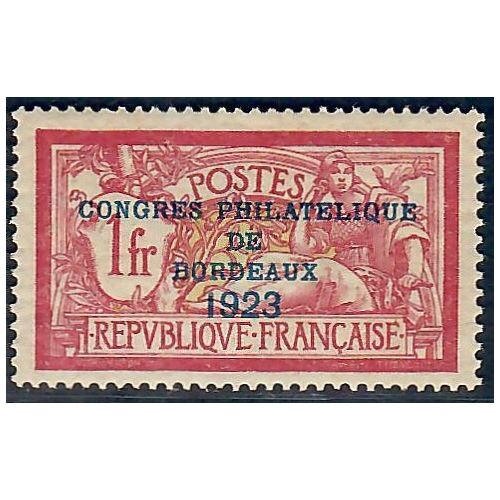 POSTES
CONGRES PHILATELIQUE
DE
1fr
BORDEAUX
1923
·REPVBLIQVE·FRANÇAISE·